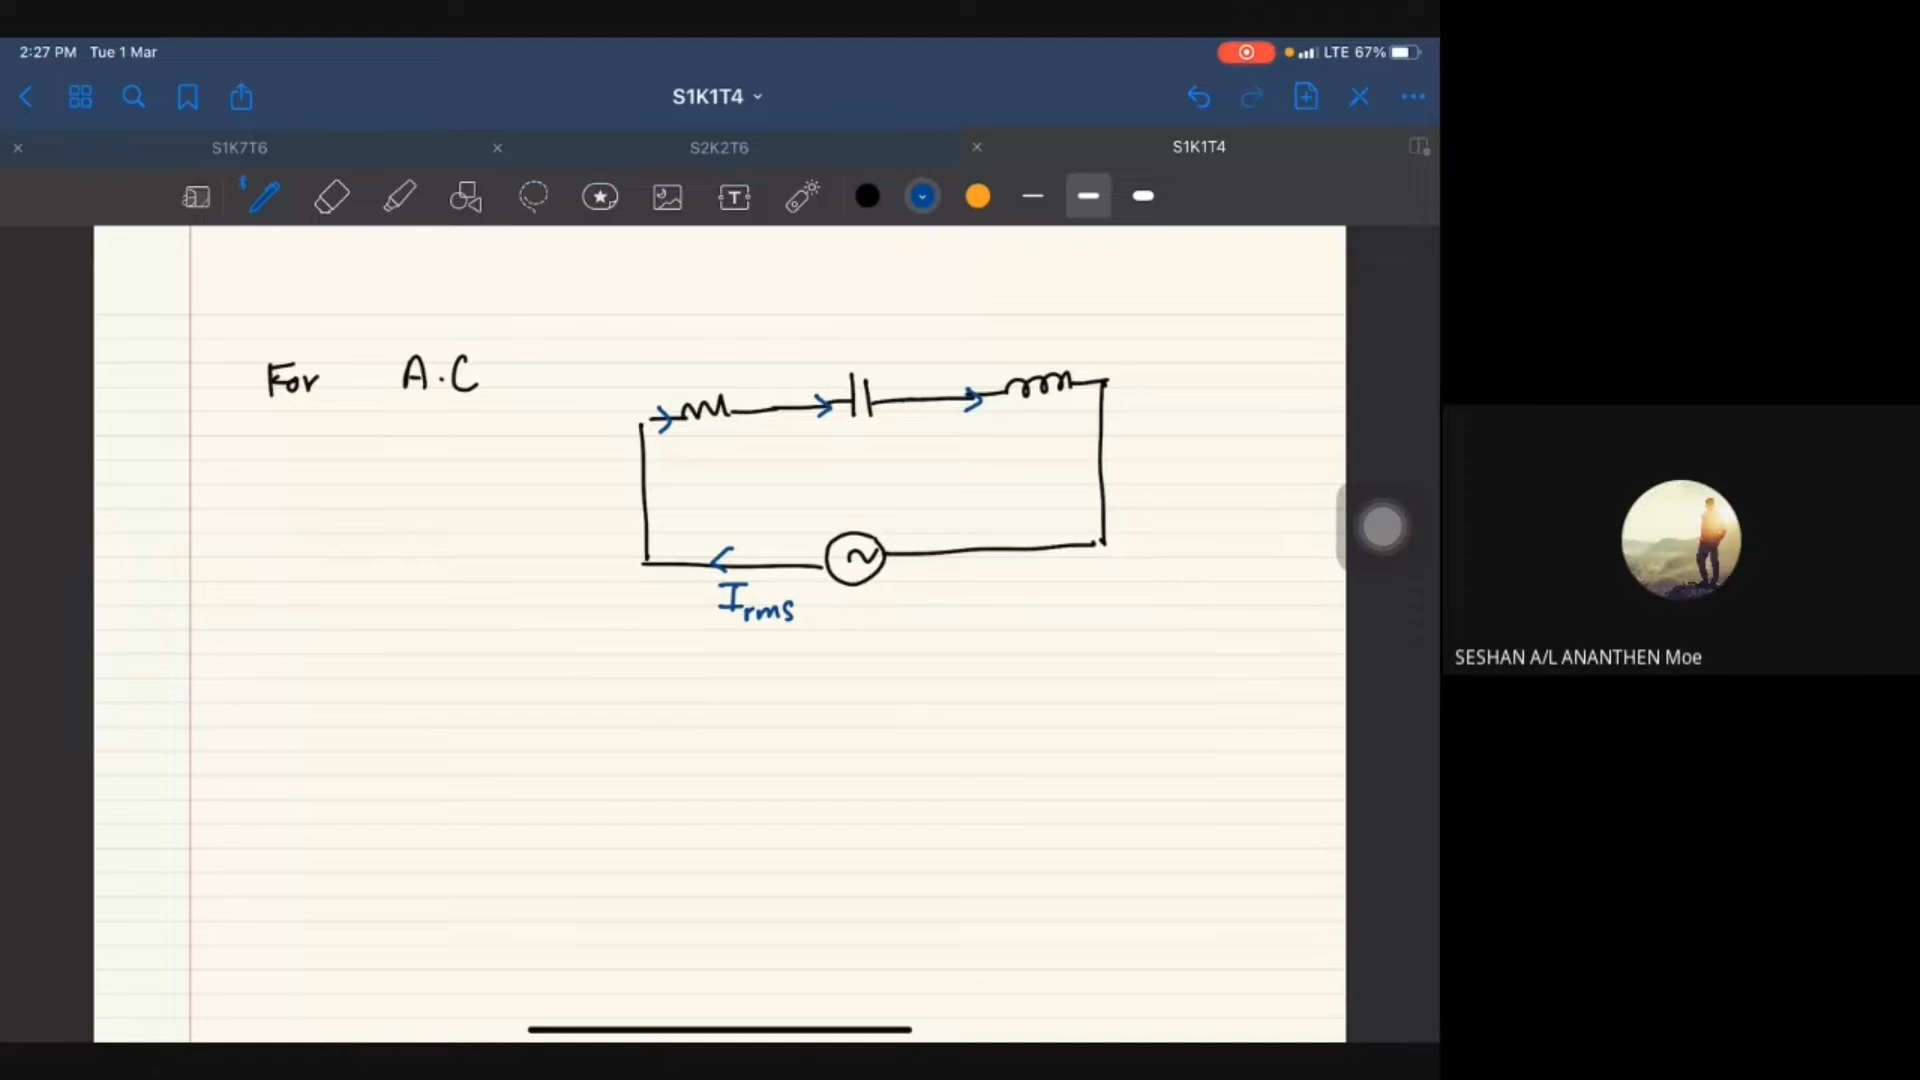 2:27 PM Tue 1 Mar
LTE 67%
S1K1T4
S1K7T6
S2K2T6
S1K1T4
T
For A.C
Irms
SESHAN A/L ANANTHEN Moe